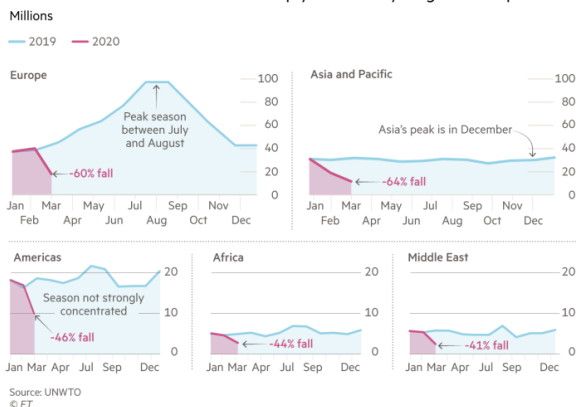 Millions
2019 2020
Europe
100
80
60
40
20
0
Peak season
between July
and August
-60% fall
Jan Mar May Jul Sep Nov
Feb Apr Jun Aug Oct Dec
Asia and Pacific
100
80
60
40
20
0
Asia's peak is in December
-64% fall
Jan Mar May Jul Sep Nov
Feb Apr Jun Aug Oct Dec
Americas
20
10
0
Season not strongly
concentrated
-46% fall
Jan Mar Apr Jul Sep Dec
Africa
20
10
0
-44% fall
Jan Mar Apr Jul Sep Dec
Middle East
20
10
0
-41% fall
Jan Mar Apr Jul Sep Dec
Source: UNWTO
© FT